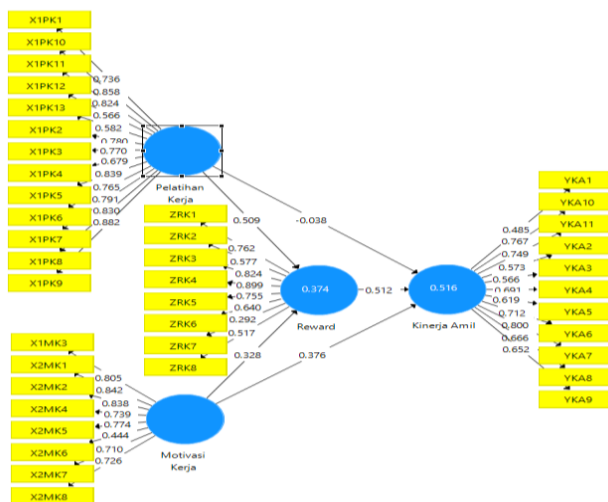 X1PK1
X1PK10
X1PK11
X1PK12
X1PK13
X1PK2
X1PK3
X1PK4
X1PK5
X1PK6
X1PK7
X1PK8
X1PK9
0.736
0.858
0.824
0.566
0.582
0.780
0.770
0.679
0.839
0.765
0.791
0.830
0.882
Pelatihan
Kerja
0.509
-0.038
ZRK1
ZRK2
ZRK3
ZRK4
ZRK5
ZRK6
ZRK7
ZRK8
0.762
0.577
0.824
0.899
0.755
0.640
0.292
0.517
0.374
Reward
0.512
0.328
0.376
0.516
Kinerja Amil
YKA1
YKA10
YKA11
YKA2
YKA3
YKA4
YKA5
YKA6
YKA7
YKA8
YKA9
0.485
0.767
0.749
0.573
0.566
0.691
0.619
0.712
0.800
0.666
0.652
X1MK3
X2MK1
X2MK2
X2MK4
X2MK5
X2MK6
X2MK7
X2MK8
0.805
0.842
0.838
0.739
0.774
0.444
0.710
0.726
Motivasi
Kerja